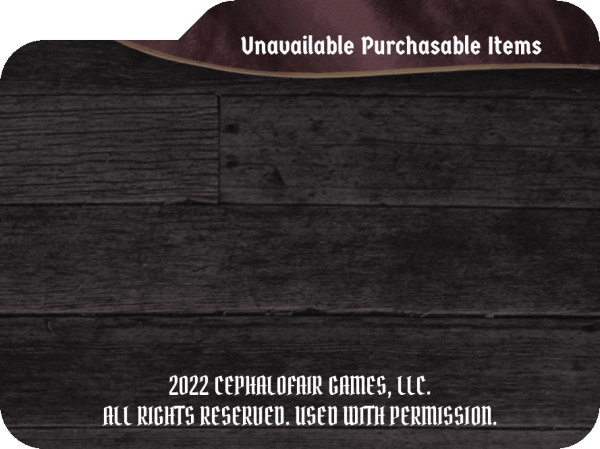 Unavailable Purchasable Items
2022 CEPHALOFAIR GAMES, LLC.
ALL RIGHTS RESERVED. USED WITH PERMISSION.